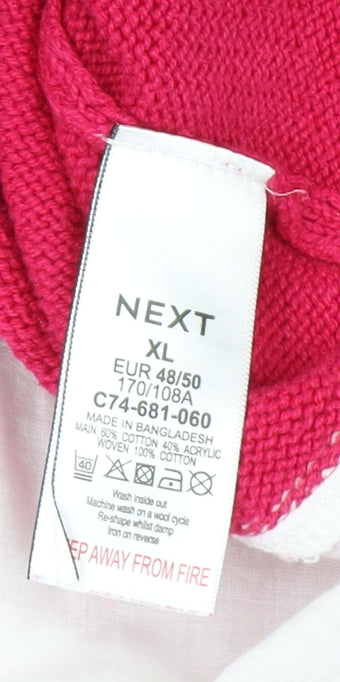 NEXT
XL
EUR 48/50
170/108A
C74-681-060
MADE IN BANGLADESH
MAIN 60% COTTON 40% ACRYLIC
WOVEN 100% COTTON
40
Wash inside out
Machine wash on a wool cycle
Re-shape whilst damp
Iron on reverse
EP AWAY FROM FIRE